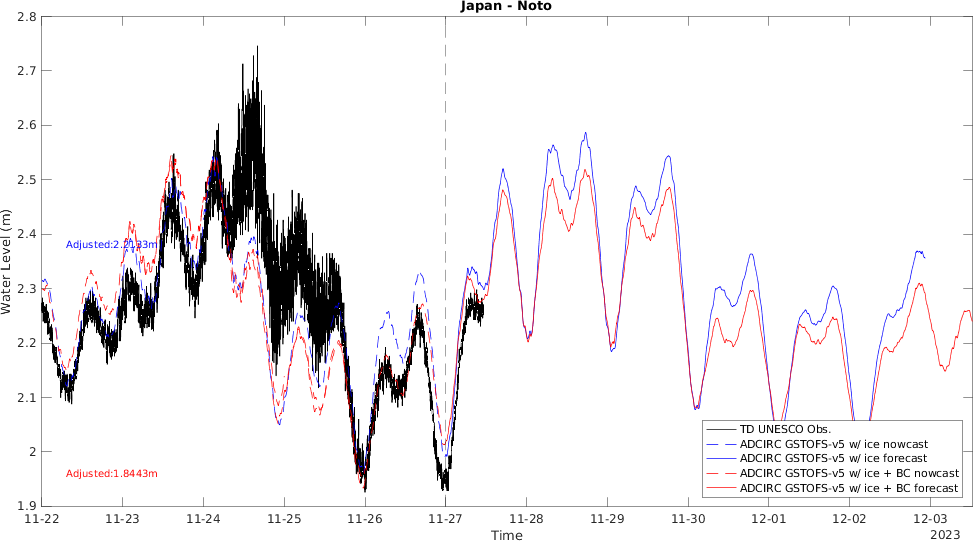 Japan - Noto
2.8
2.7
2.6
2.5
2.4
2.3
2.2
2.1
2
1.9
Water Level (m)
Adjusted:2.2133m
Adjusted:1.8443m
TD UNESCO Obs.
ADCIRC GSTOFS-v5 w/ ice nowcast
ADCIRC GSTOFS-v5 w/ ice forecast
ADCIRC GSTOFS-v5 w/ ice + BC nowcast
ADCIRC GSTOFS-v5 w/ ice + BC forecast
11-22 11-23 11-24 11-25 11-26 11-27 11-28 11-29 11-30 12-01 12-02 12-03
Time
2023